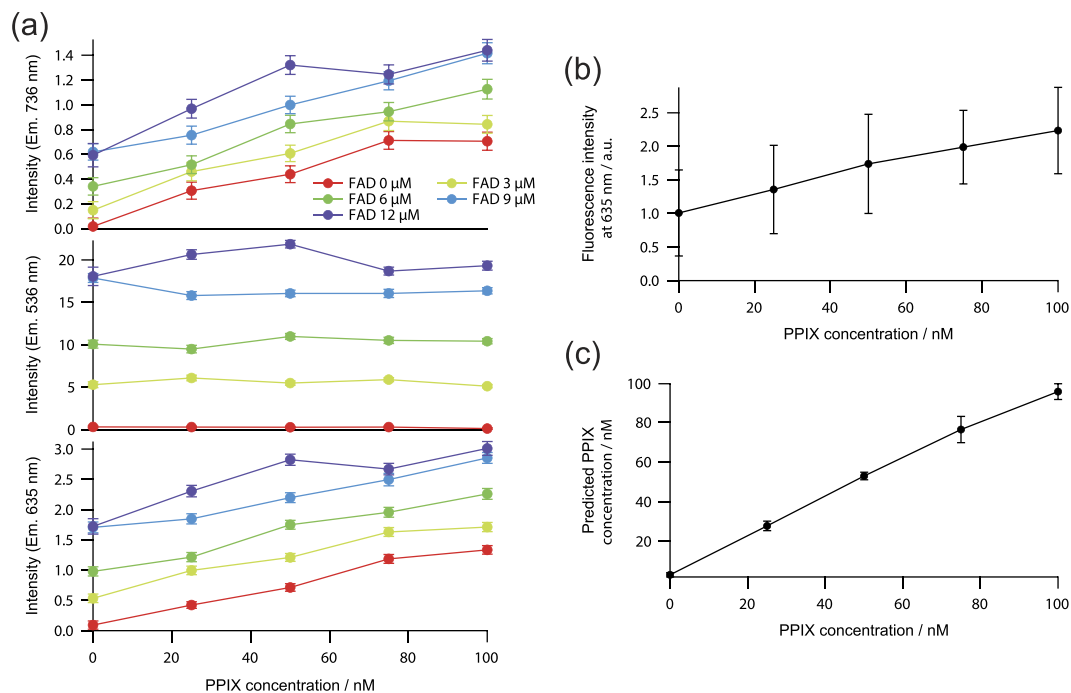 (a)
Intensity (Em. 736 nm)
1.4
1.2
1.0
0.8
0.6
0.4
0.2
0.0
FAD 0 μM
FAD 3 μM
FAD 6 μM
FAD 9 μM
FAD 12 μM
Intensity (Em. 536 nm)
20
15
10
5
0
Intensity (Em. 635 nm)
3.0
2.5
2.0
1.5
1.0
0.5
0.0
0 20 40 60 80 100
PPIX concentration / nM
(b)
Fluorescence intensity
at 635 nm / a.u.
2.5
2.0
1.5
1.0
0.5
0.0
0 20 40 60 80 100
PPIX concentration / nM
(c)
Predicted PPIX
concentration / nM
100
80
60
40
20
0 20 40 60 80 100
PPIX concentration / nM